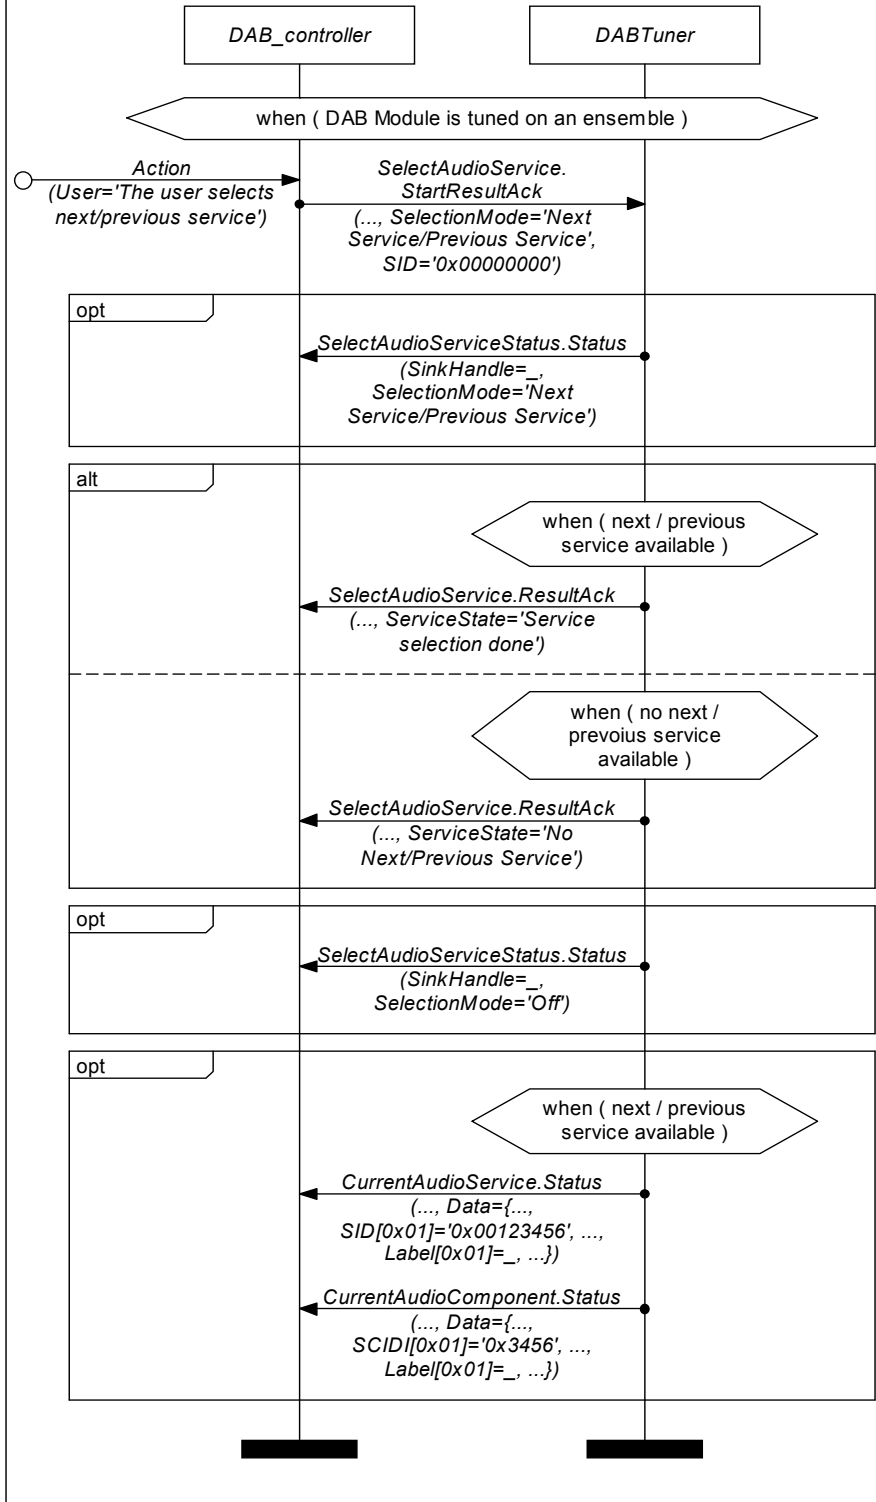 DAB_controller
DABTuner
when ( DAB Module is tuned on an ensemble )
Action
(User='The user selects
next/previous service')
SelectAudioService.
StartResultAck
(..., SelectionMode='Next
Service/Previous Service',
SID='0x00000000')
opt
SelectAudioServiceStatus.Status
(SinkHandle=_,
SelectionMode='Next
Service/Previous Service')
alt
when ( next / previous
service available )
SelectAudioService.ResultAck
(..., ServiceState='Service
selection done')
when ( no next /
prevoius service
available )
SelectAudioService.ResultAck
(..., ServiceState='No
Next/Previous Service')
opt
SelectAudioServiceStatus.Status
(SinkHandle=_,
SelectionMode='Off')
opt
when ( next / previous
service available )
CurrentAudioService.Status
(..., Data={...,
SID[0x01]='0x00123456', ...,
Label[0x01]=_, ...})
CurrentAudioComponent.Status
(..., Data={...,
SCIDI[0x01]='0x3456', ...,
Label[0x01]=_, ...})